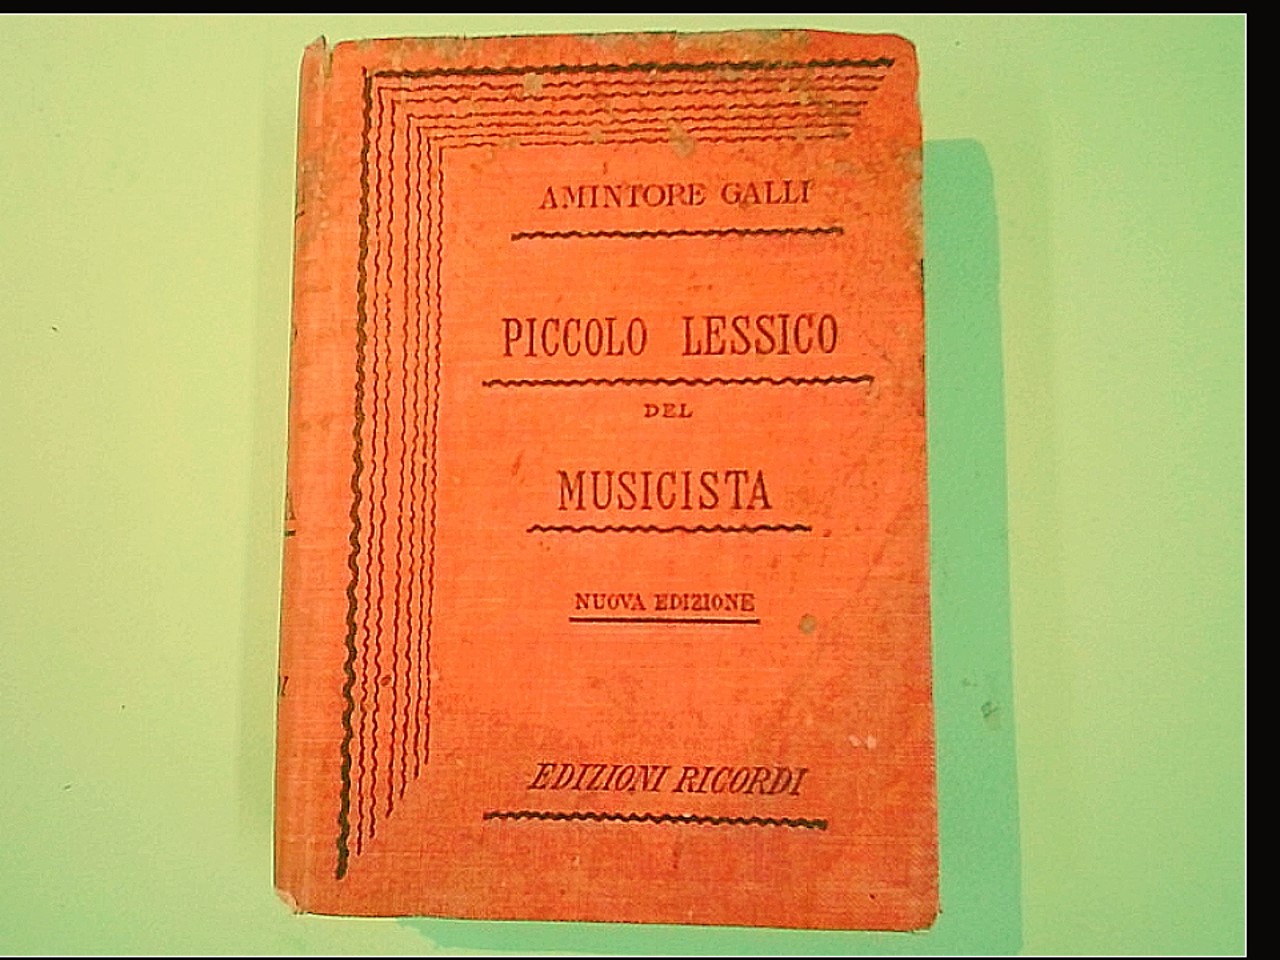 AMINTORE GALLI
PICCOLO LESSICO
DEL
MUSICISTA
NUOVA EDIZIONE
EDIZIONI RICORDI